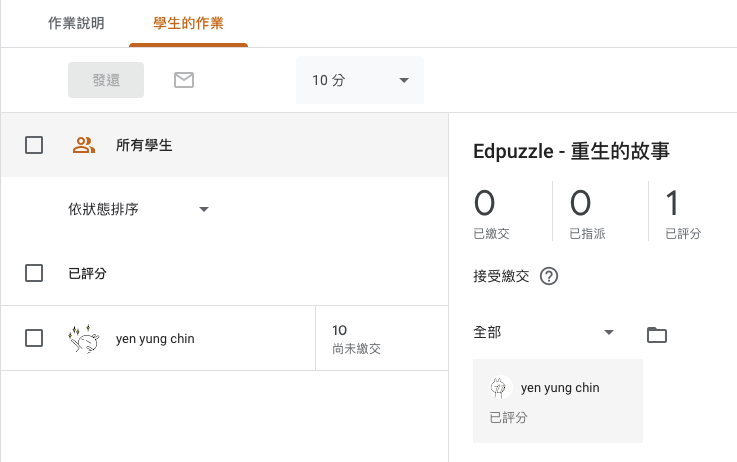 作業說明
學生的作業
發還
10 分
所有學生
依狀態排序
已評分
yen yung chin
10
尚未繳交
Edpuzzle - 重生的故事
0
已繳交
0
已指派
1
已評分
接受繳交 ?
全部
yen yung chin
已評分